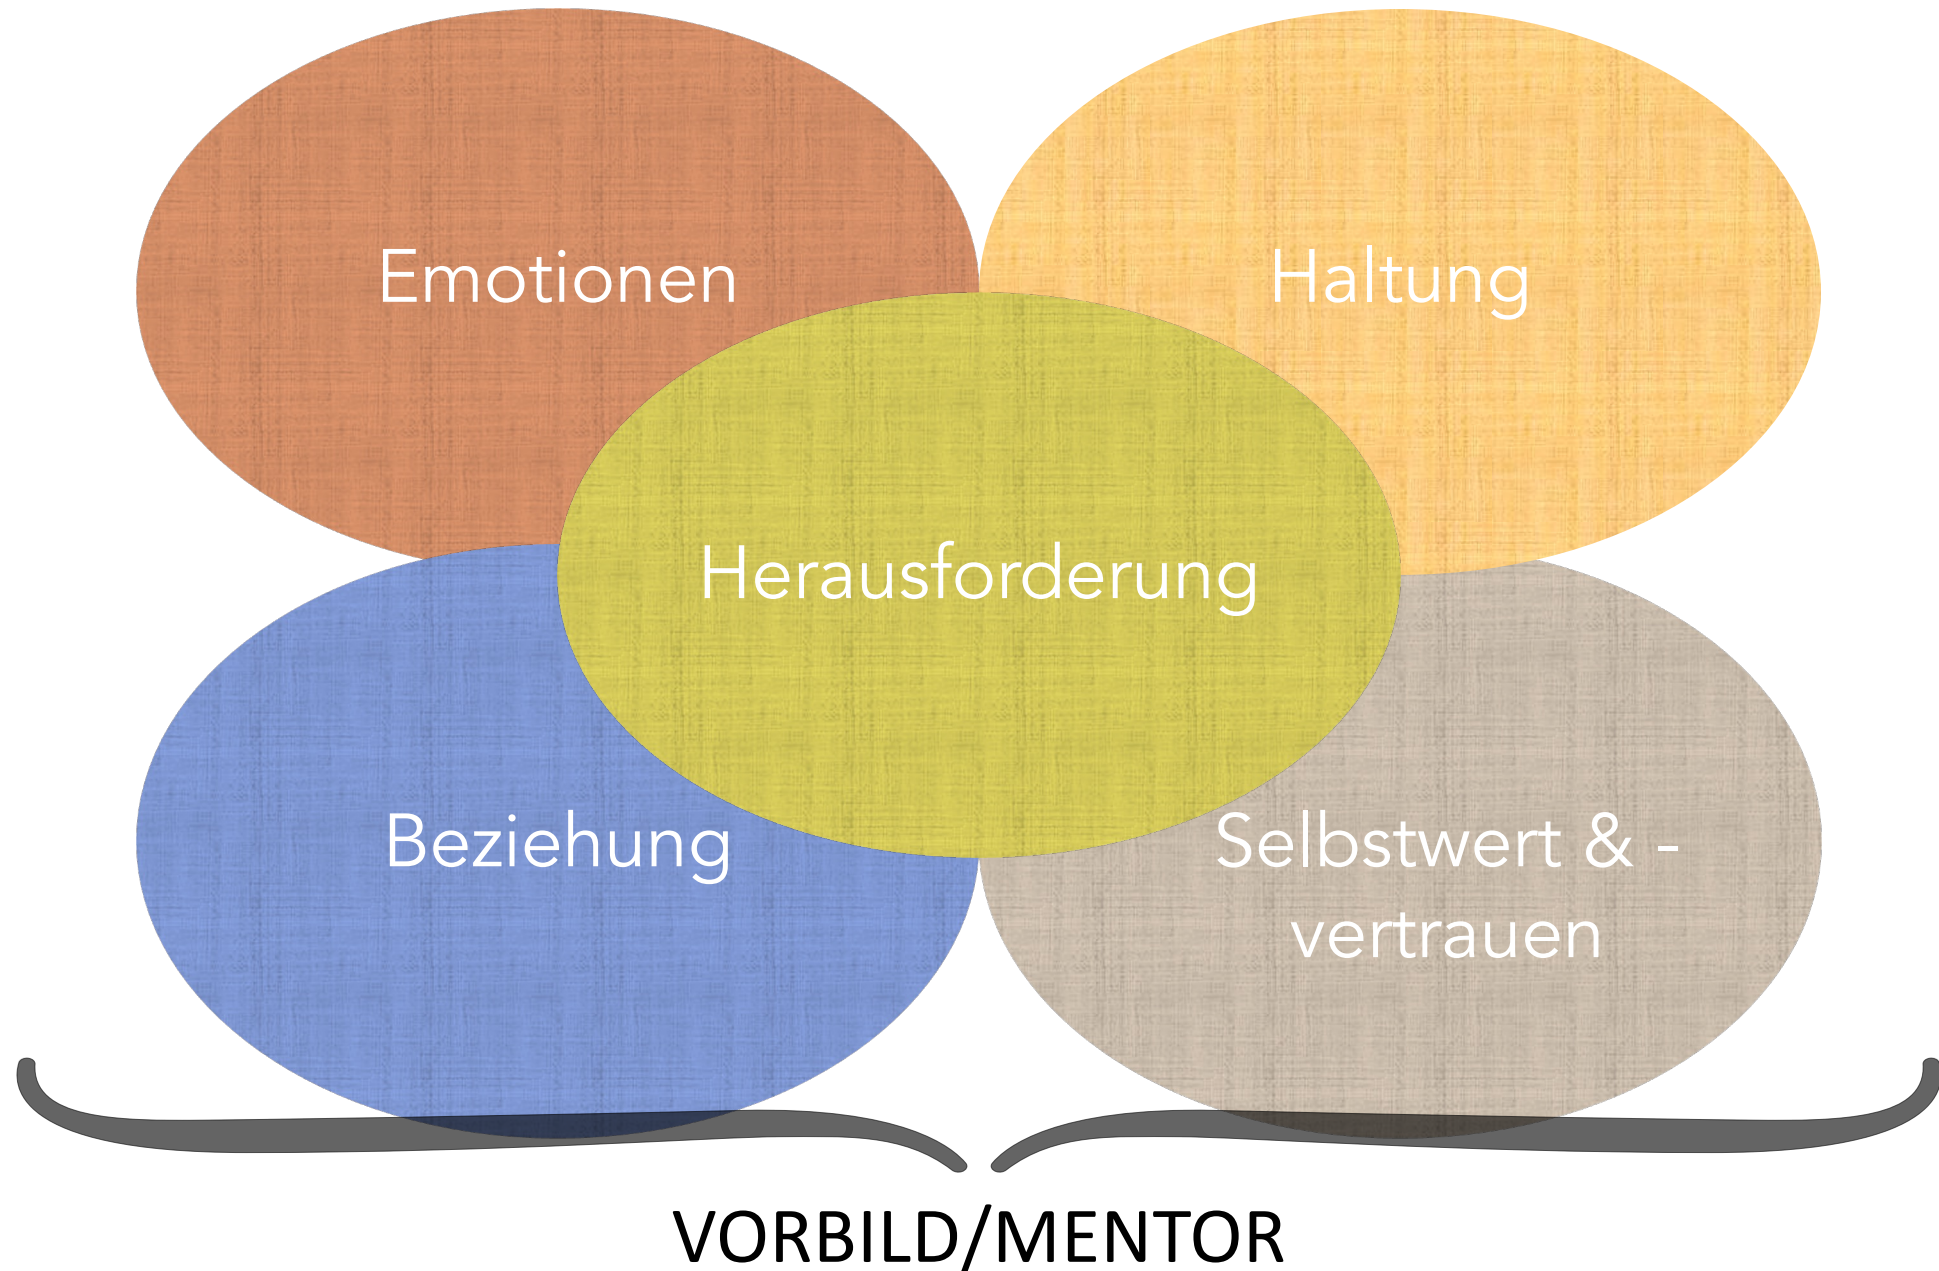 Emotionen
Haltung
Herausforderung
Beziehung
Selbstwert & -
vertrauen
VORBILD/MENTOR